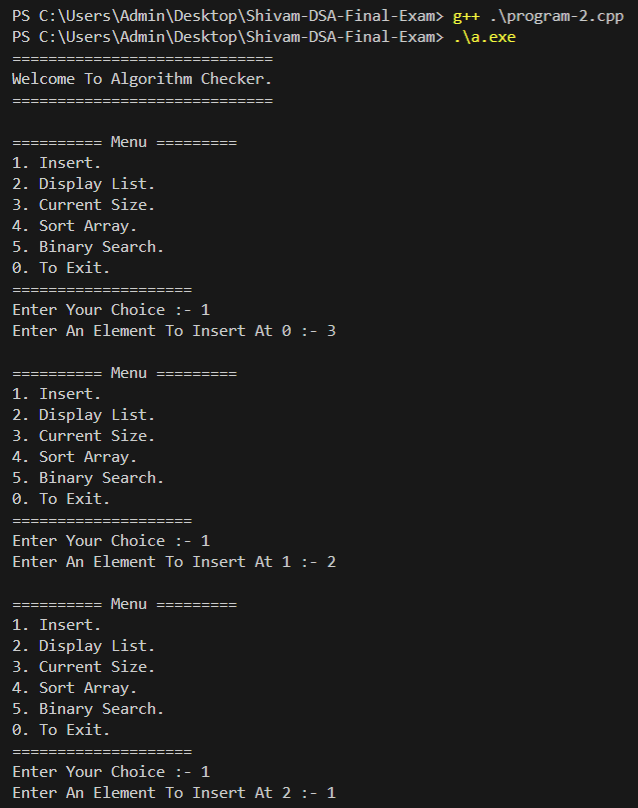 PS C:\Users\Admin\Desktop\Shivam-DSA-Final-Exam> g++ .\program-2.cpp
PS C:\Users\Admin\Desktop\Shivam-DSA-Final-Exam> .\a.exe
=============================
Welcome To Algorithm Checker.
=============================

========== Menu =========
1. Insert.
2. Display List.
3. Current Size.
4. Sort Array.
5. Binary Search.
0. To Exit.
====================
Enter Your Choice :- 1
Enter An Element To Insert At 0 :- 3

========== Menu =========
1. Insert.
2. Display List.
3. Current Size.
4. Sort Array.
5. Binary Search.
0. To Exit.
====================
Enter Your Choice :- 1
Enter An Element To Insert At 1 :- 2

========== Menu =========
1. Insert.
2. Display List.
3. Current Size.
4. Sort Array.
5. Binary Search.
0. To Exit.
====================
Enter Your Choice :- 1
Enter An Element To Insert At 2 :- 1